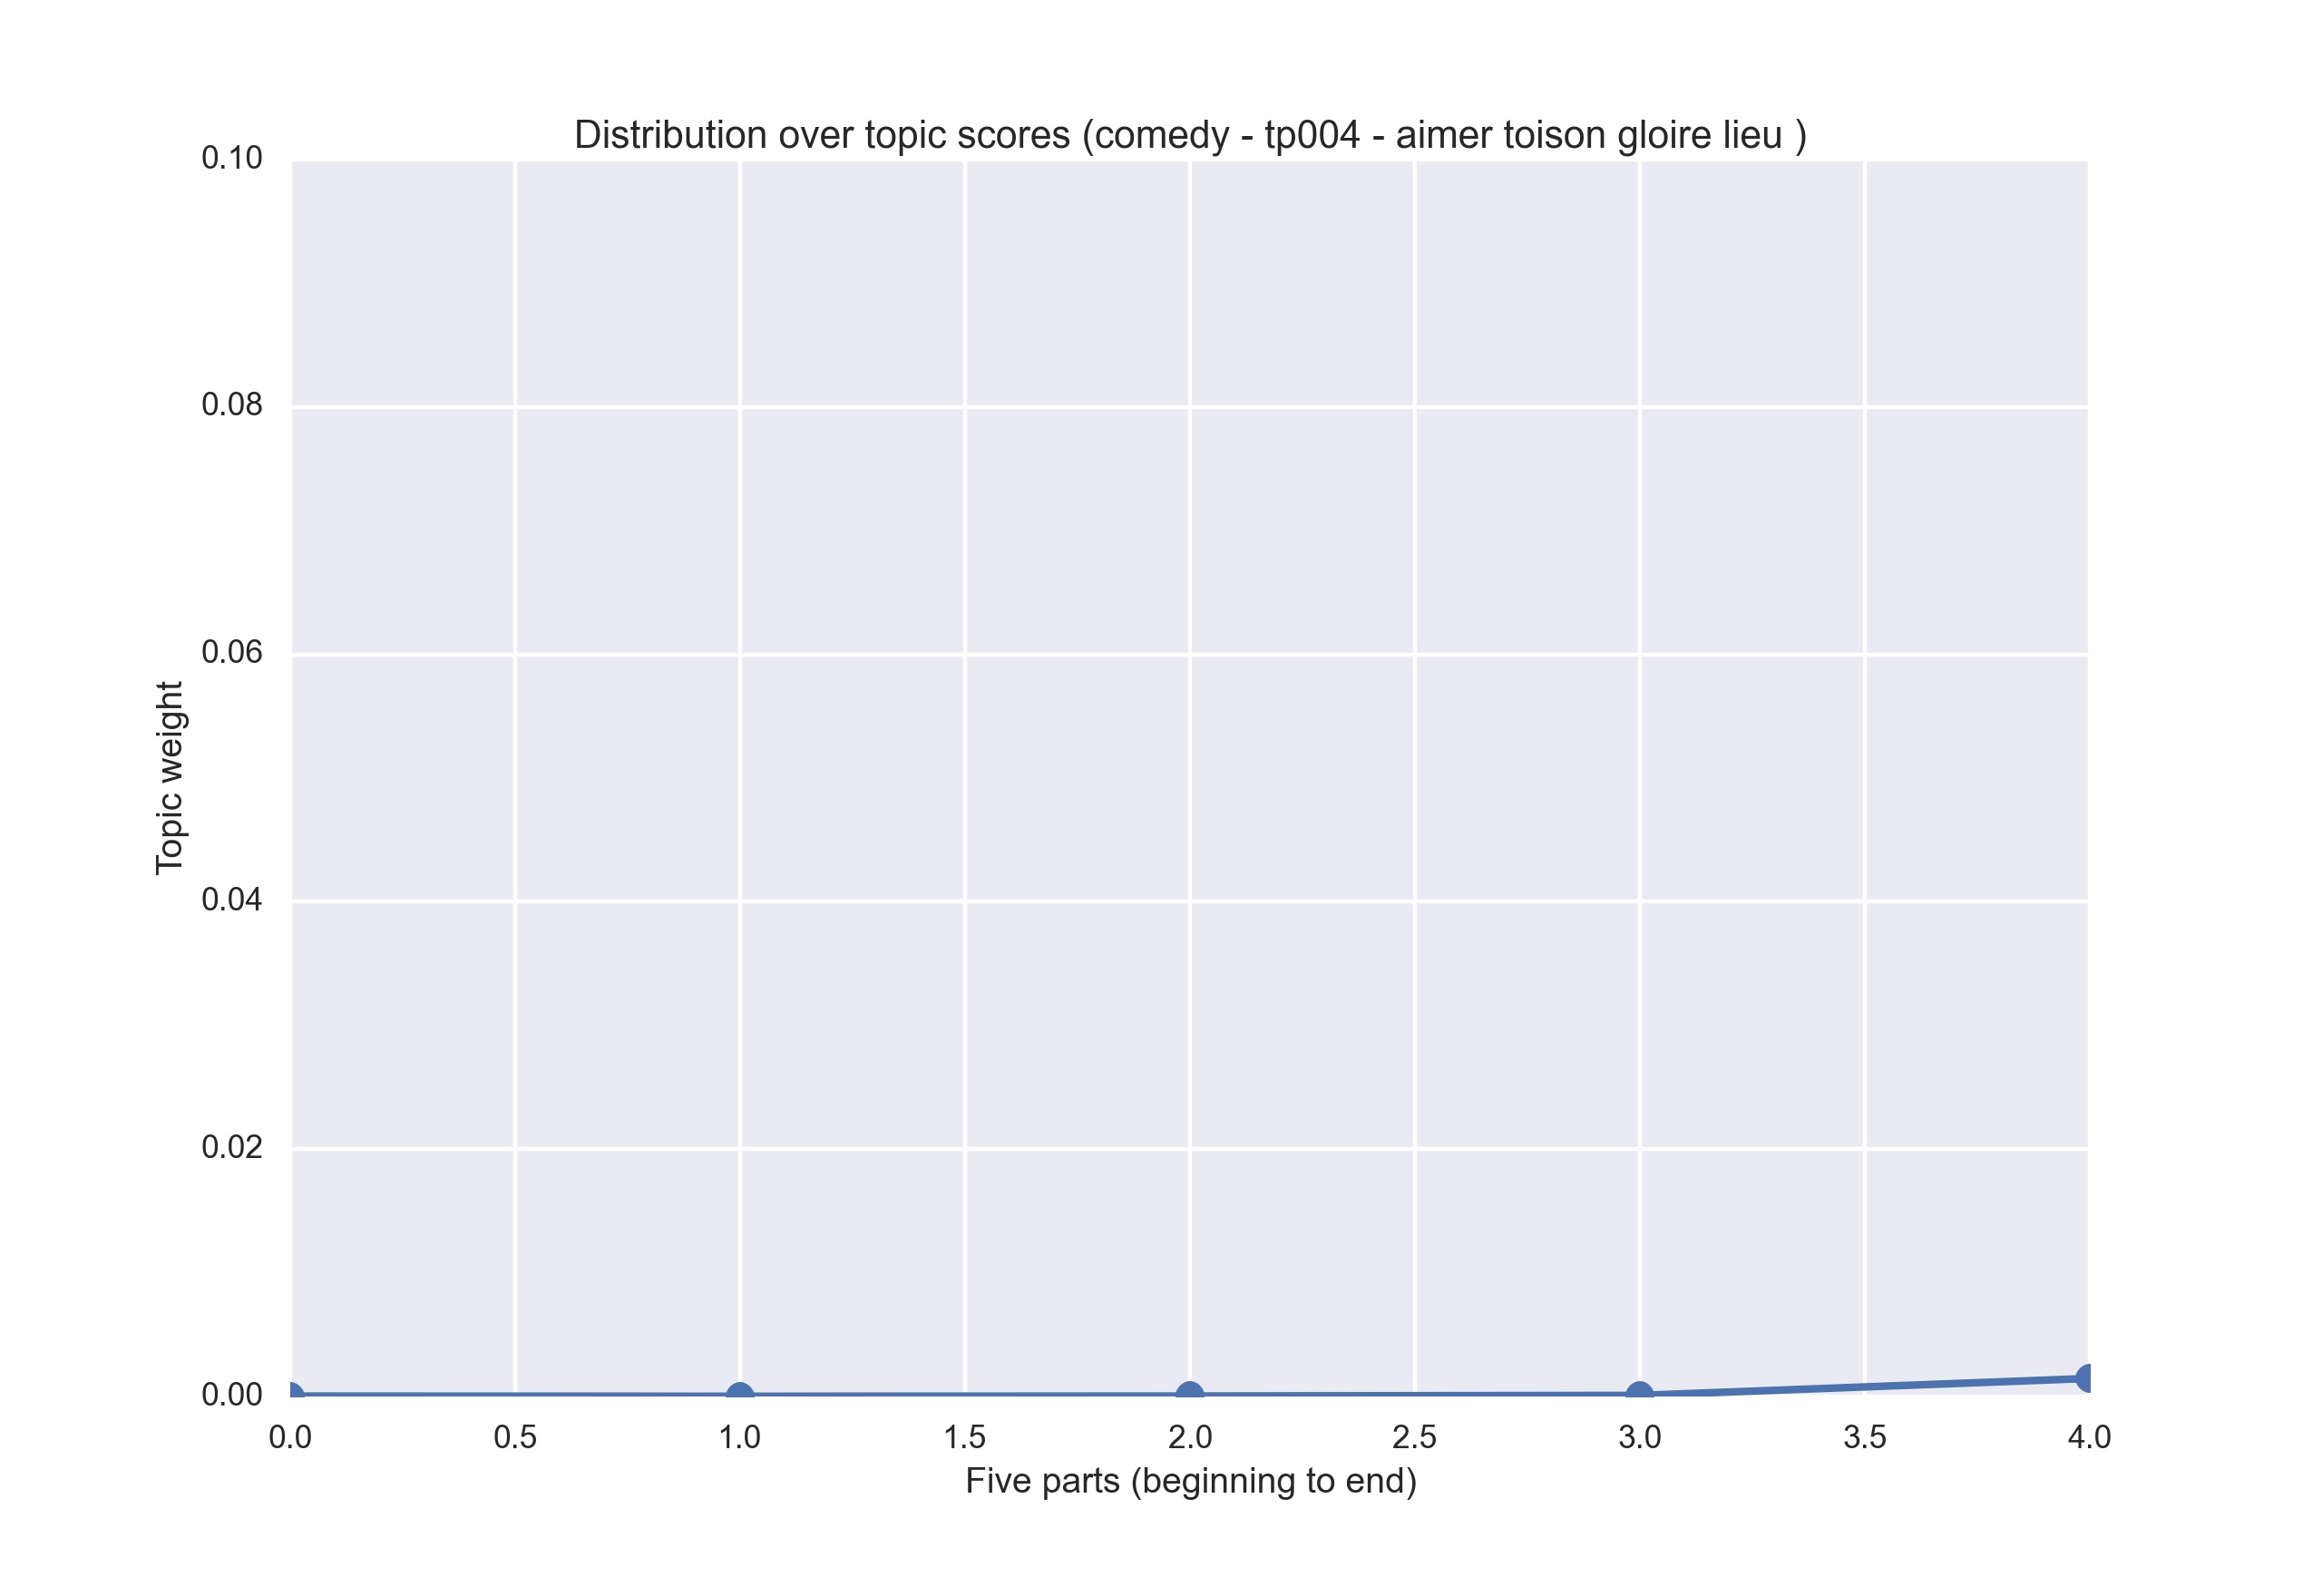 Distribution over topic scores (comedy - tp004 - aimer toison gloire lieu )
0.10
0.08
0.06
0.04
0.02
0.00
Topic weight
0.0 0.5 1.0 1.5 2.0 2.5 3.0 3.5 4.0
Five parts (beginning to end)